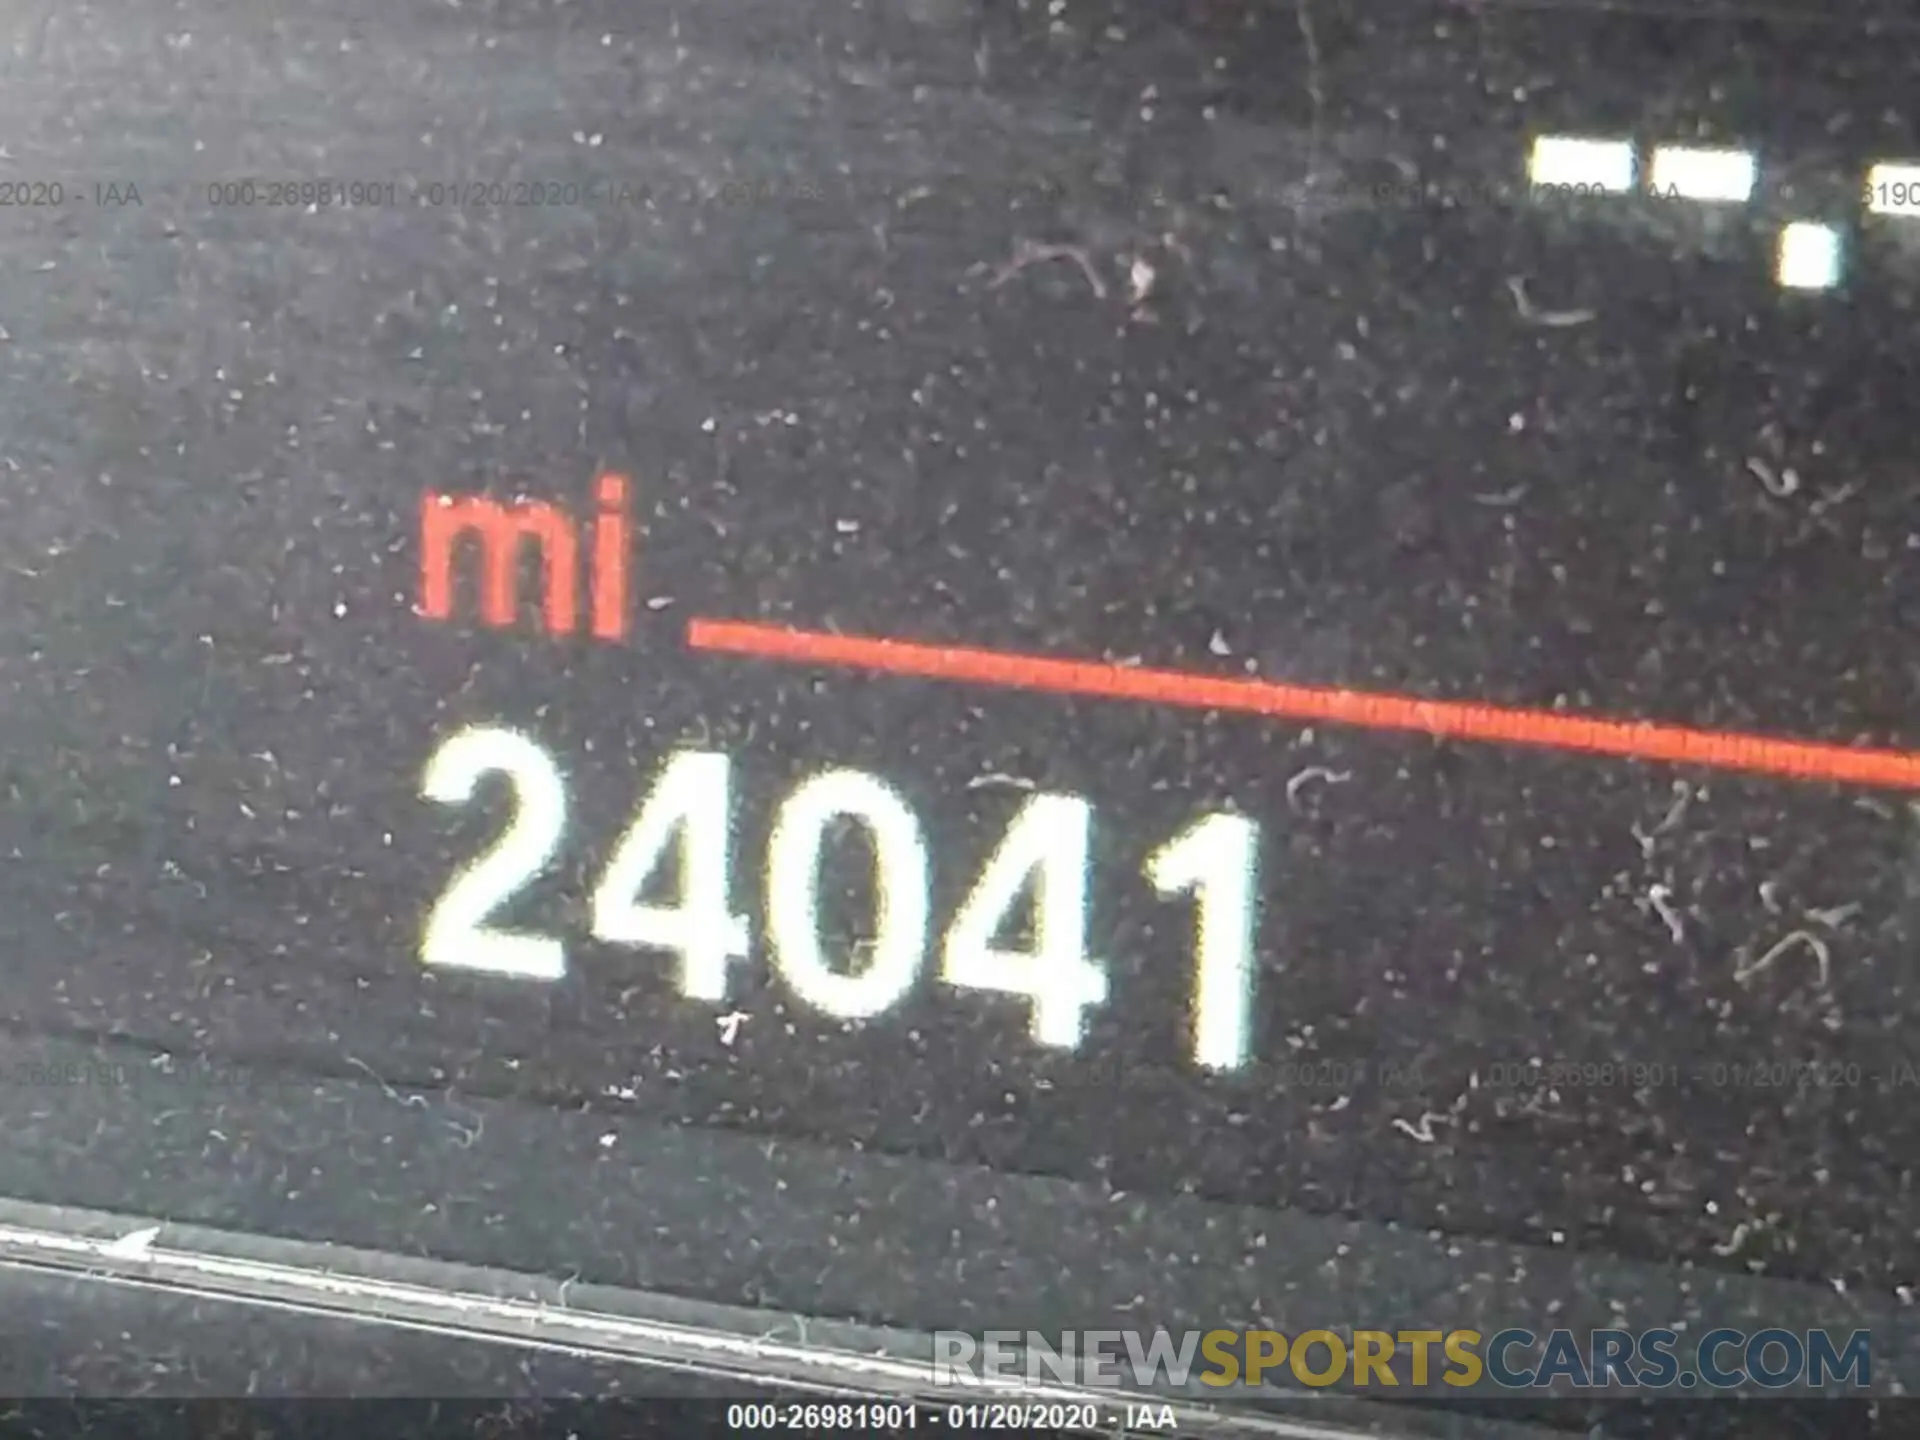 -- . -
2020 - IAA 000-26981901 - 01/20/2020 - IAA
mi
24041
000-26981901 - 01/20/2020 - IAA
RENEWSPORTSCARS.COM
000-26981901 - 01/20/2020 - IAA